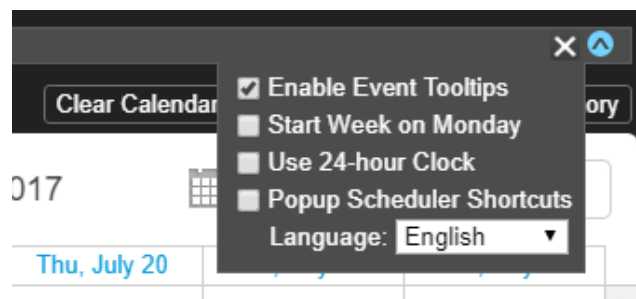 Enable Event Tooltips
Clear Calendar
ory
Start Week on Monday
Use 24-hour Clock
017
Popup Scheduler Shortcuts
Language: English
Thu, July 20